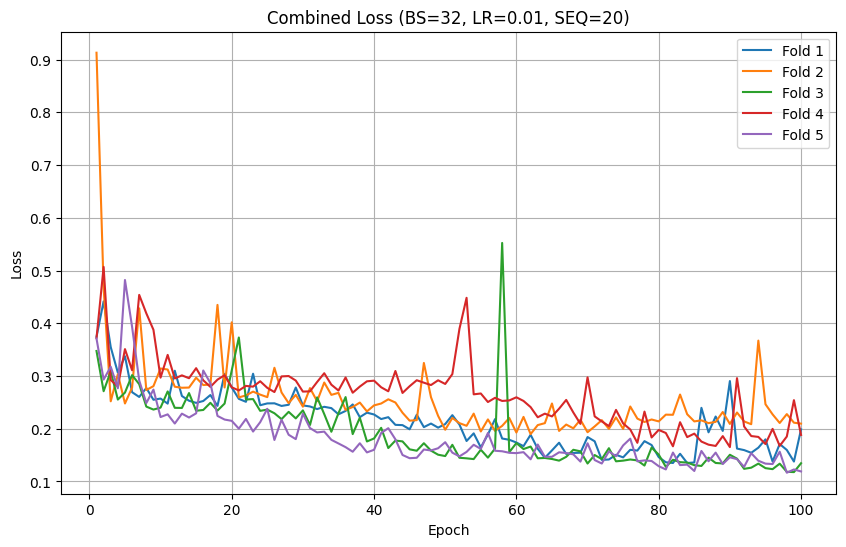 Combined Loss (BS=32, LR=0.01, SEQ=20)
Fold 1
Fold 2
Fold 3
Fold 4
Fold 5
Loss
0.9
0.8
0.7
0.6
0.5
0.4
0.3
0.2
0.1
0 20 40 60 80 100
Epoch